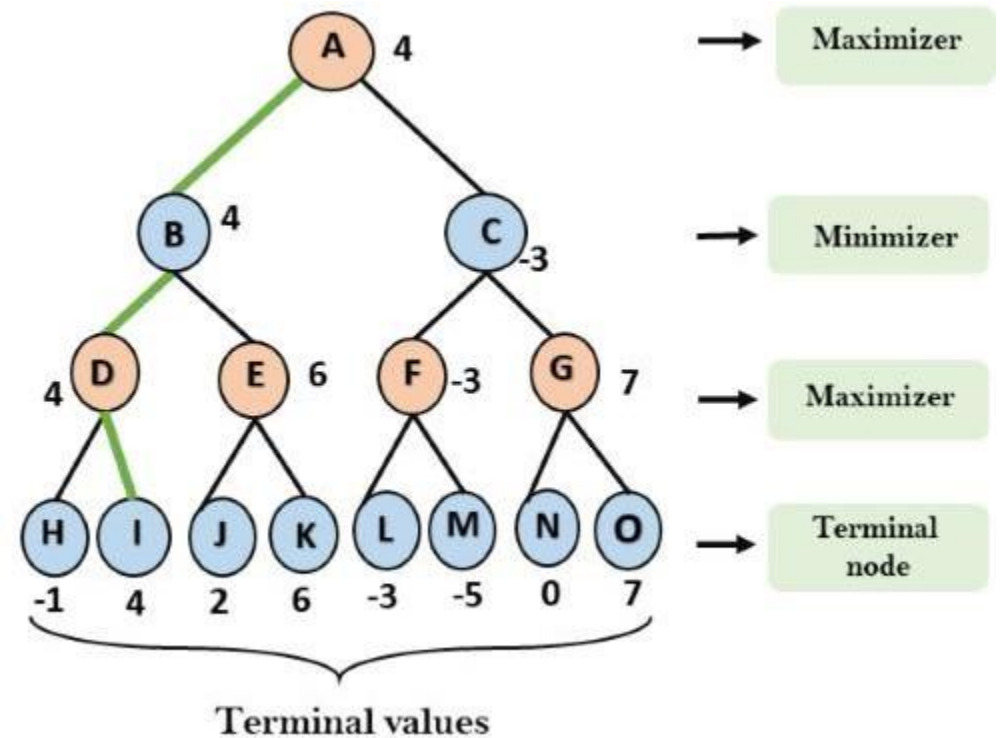 A 4
Maximizer
B 4
C -3
Minimizer
D 4
E 6
F -3
G 7
Maximizer
H I J K L M N O
Terminal
node
-1 4 2 6 -3 -5 0 7
Terminal values